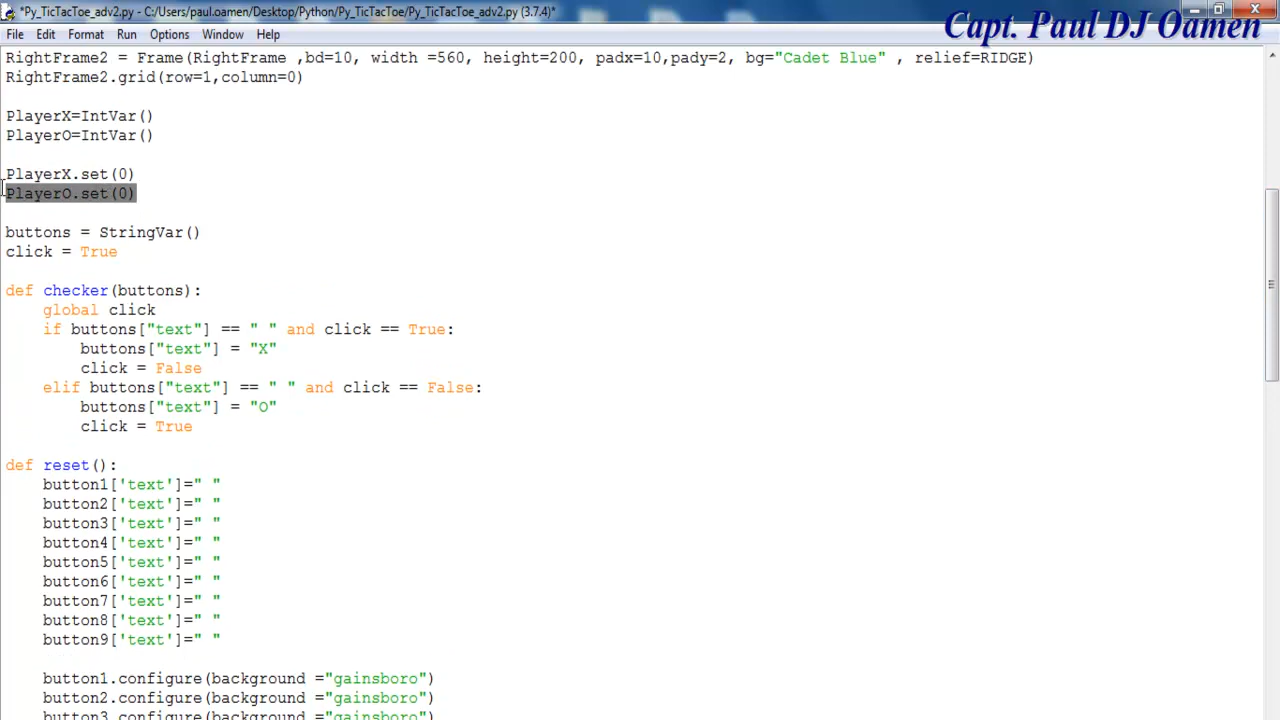 *Py_TicTacToe_adv2.py - C:/Users/paul.oamen/Desktop/Python/Py_TicTacToe/Py_TicTacToe_adv2.py (3.7.4)*
Capt. Paul DJ Oamen
File Edit Format Run Options Window Help
RightFrame2 = Frame(RightFrame ,bd=10, width =560, height=200, padx=10,pady=2, bg="Cadet Blue" , relief=RIDGE)
RightFrame2.grid(row=1,column=0)
PlayerX=IntVar()
PlayerO=IntVar()
PlayerX.set(0)
PlayerO.set(0)
buttons = StringVar()
click = True
def checker(buttons):
    global click
    if buttons["text"] == " " and click == True:
        buttons["text"] = "X"
        click = False
    elif buttons["text"] == " " and click == False:
        buttons["text"] = "O"
        click = True
def reset():
    button1['text']=" "
    button2['text']=" "
    button3['text']=" "
    button4['text']=" "
    button5['text']=" "
    button6['text']=" "
    button7['text']=" "
    button8['text']=" "
    button9['text']=" "
    button1.configure(background ="gainsboro")
    button2.configure(background ="gainsboro")
    button3.configure(background ="gainsboro")